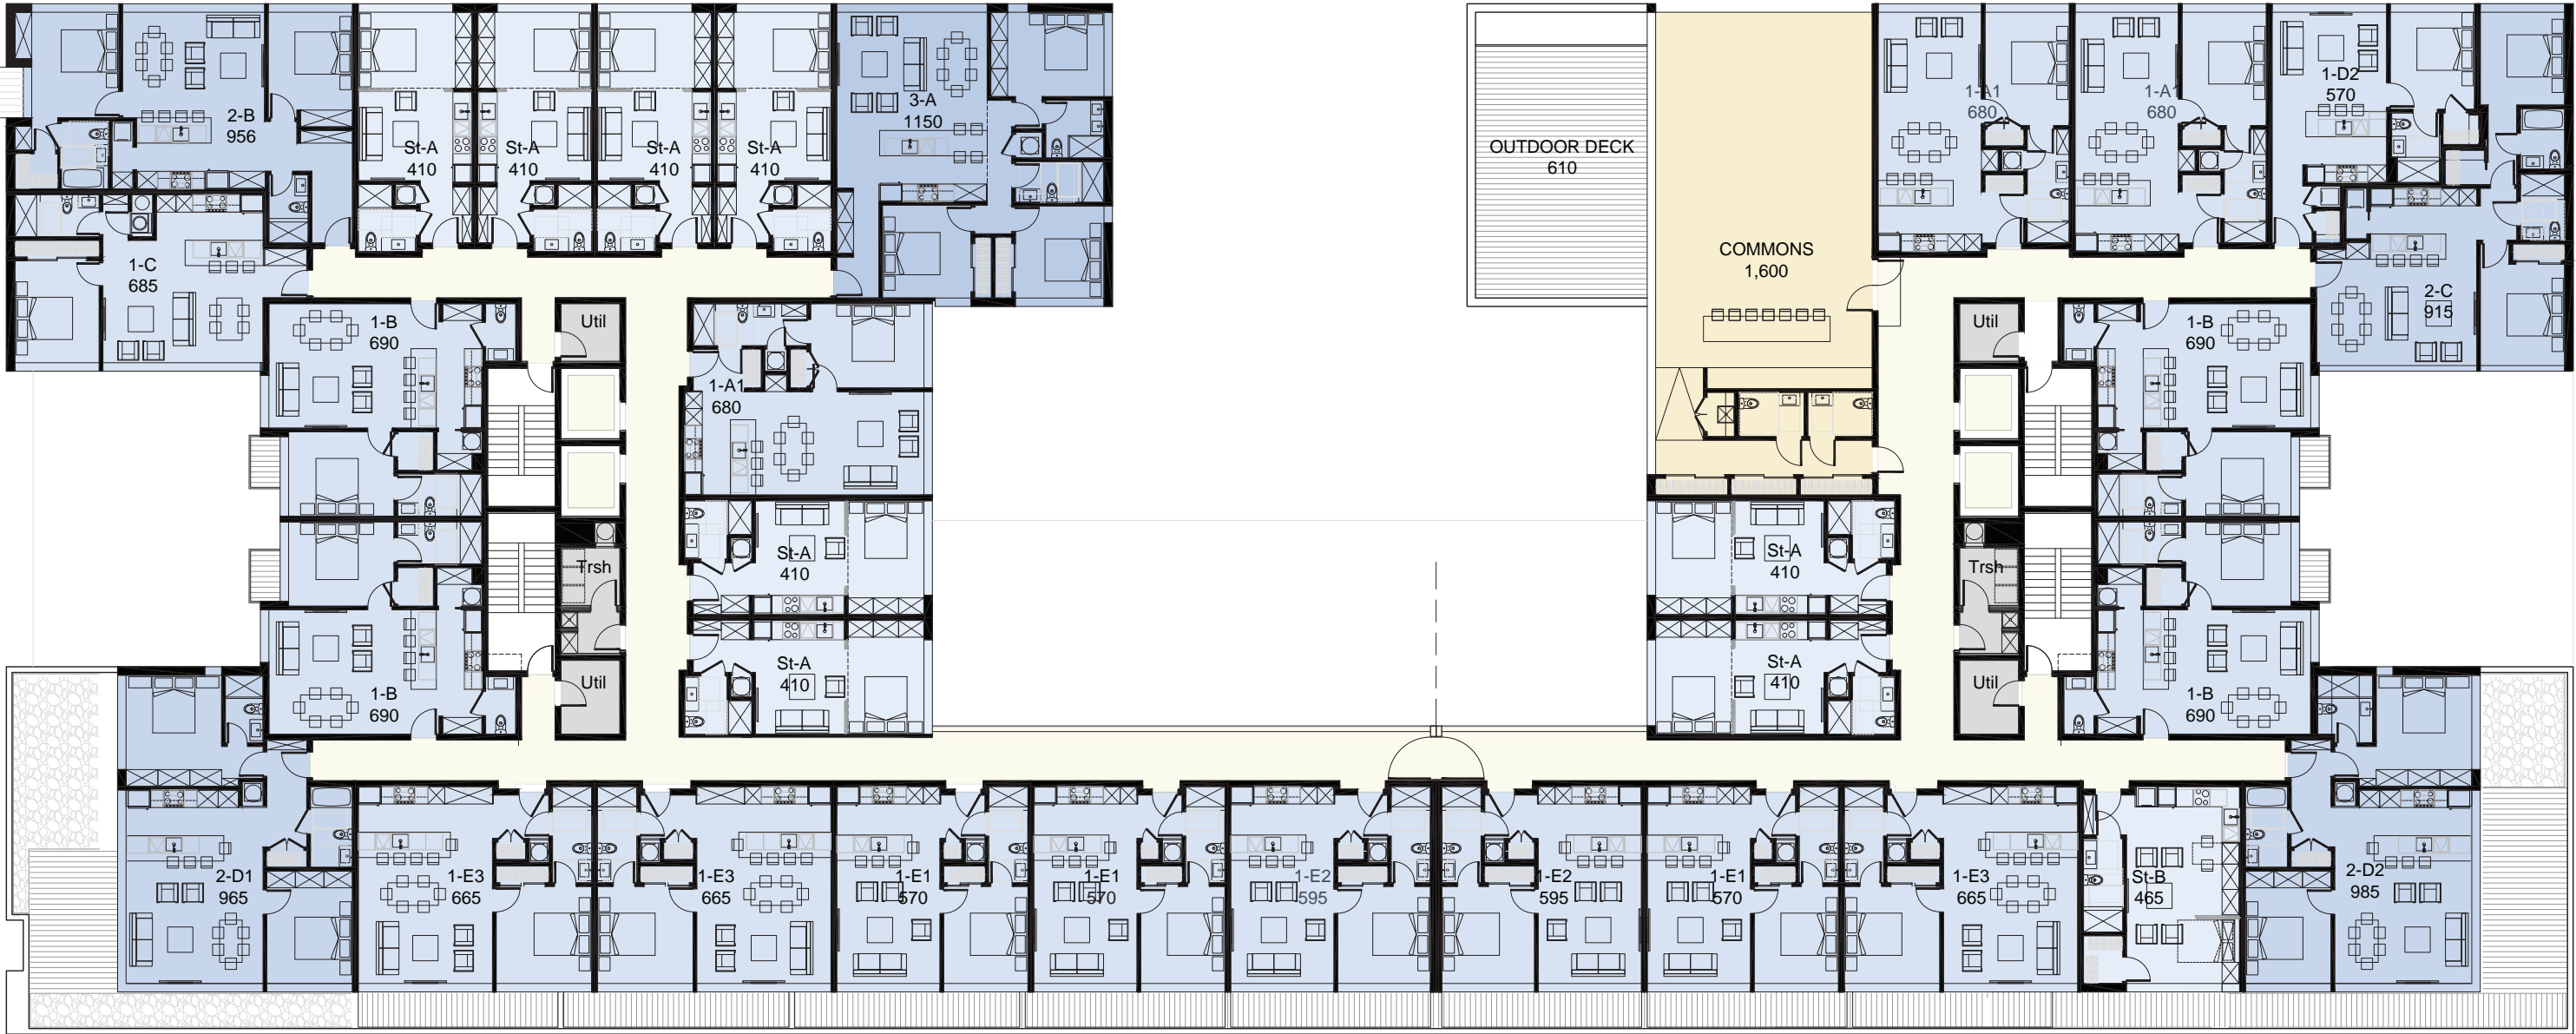 2-B
956
St-A
410
St-A
410
St-A
410
St-A
410
3-A
1150
OUTDOOR DECK
610
COMMONS
1,600
1-A1
680
1-A1
680
1-D2
570
1-C
685
2-C
915
1-B
690
Util
1-A1
680
Util
1-B
690
St-A
410
Trsh
St-A
410
Trsh
1-B
690
Util
St-A
410
St-A
410
Util
1-B
690
2-D1
965
1-E3
665
1-E3
665
1-E1
570
1-E1
570
1-E2
595
1-E2
595
1-E1
570
1-E3
665
St-B
465
2-D2
985